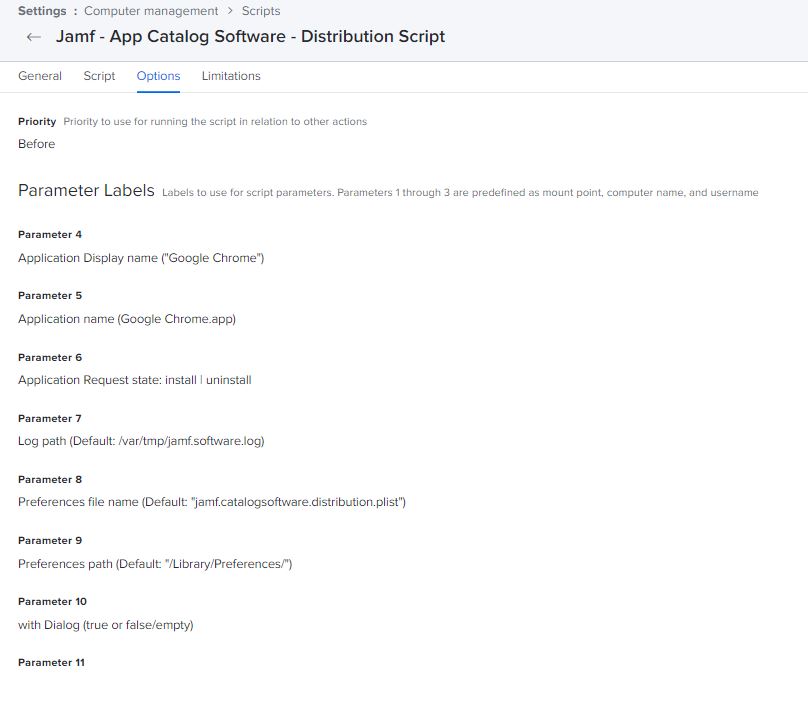 Settings : Computer management > Scripts
← Jamf - App Catalog Software - Distribution Script
General Script Options Limitations
Priority Priority to use for running the script in relation to other actions
Before
Parameter Labels Labels to use for script parameters. Parameters 1 through 3 are predefined as mount point, computer name, and username
Parameter 4
Application Display name ("Google Chrome")
Parameter 5
Application name (Google Chrome.app)
Parameter 6
Application Request state: install | uninstall
Parameter 7
Log path (Default: /var/tmp/jamf.software.log)
Parameter 8
Preferences file name (Default: "jamf.catalogsoftware.distribution.plist")
Parameter 9
Preferences path (Default: "/Library/Preferences/")
Parameter 10
with Dialog (true or false/empty)
Parameter 11